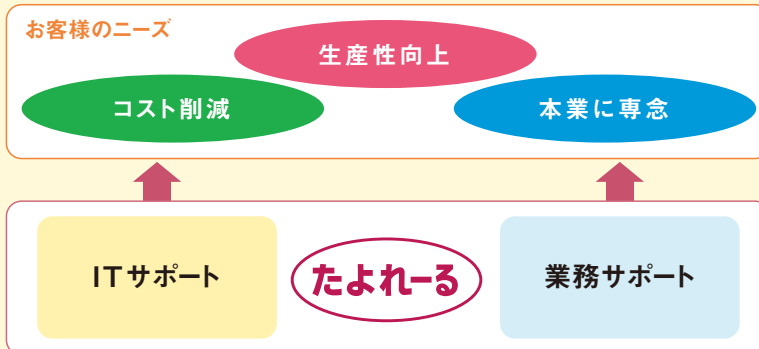 お客様のニーズ
生産性向上
コスト削減
本業に専念
ITサポート
たよれーる
業務サポート